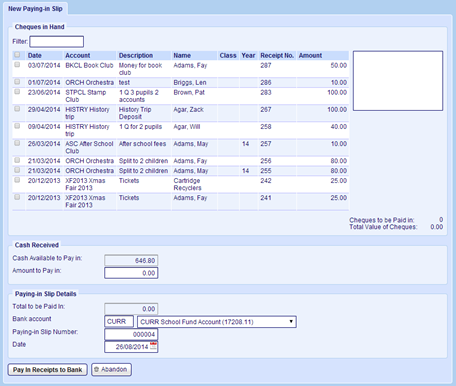 New Paying-in Slip
Cheques in Hand
Filter:
Date Account Description Name Class Year Receipt No. Amount
03/07/2014 BKCL Book Club Money for book club Adams, Fay 287 50.00
01/07/2014 ORCH Orchestra test Briggs, Len 286 10.00
23/06/2014 STPCL Stamp Club 1 Q 3 pupils 2 accounts Brown, Pat 283 100.00
29/04/2014 HISTRY History trip History Trip Deposit Agar, Zack 267 100.00
09/04/2014 HISTRY History trip 1 Q for 2 pupils Agar, Will 258 40.00
26/03/2014 ASC After School Club After school fees Adams, May 14 257 10.00
21/03/2014 ORCH Orchestra Split to 2 children Adams, Fay 256 80.00
21/03/2014 ORCH Orchestra Split to 2 children Adams, May 14 255 80.00
20/12/2013 XF2013 Xmas Fair 2013 Tickets Cartridge Recyclers 242 25.00
20/12/2013 XF2013 Xmas Fair 2013 Tickets Adams, Fay 241 25.00
Cheques to be Paid in: 0
Total Value of Cheques: 0.00
Cash Received
Cash Available to Pay in: 646.80
Amount to Pay in: 0.00
Paying-in Slip Details
Total to be Paid In: 0.00
Bank account CURR CURR School Fund Account (17208.11)
Paying-in Slip Number: 000004
Date 26/08/2014
Pay In Receipts to Bank Abandon